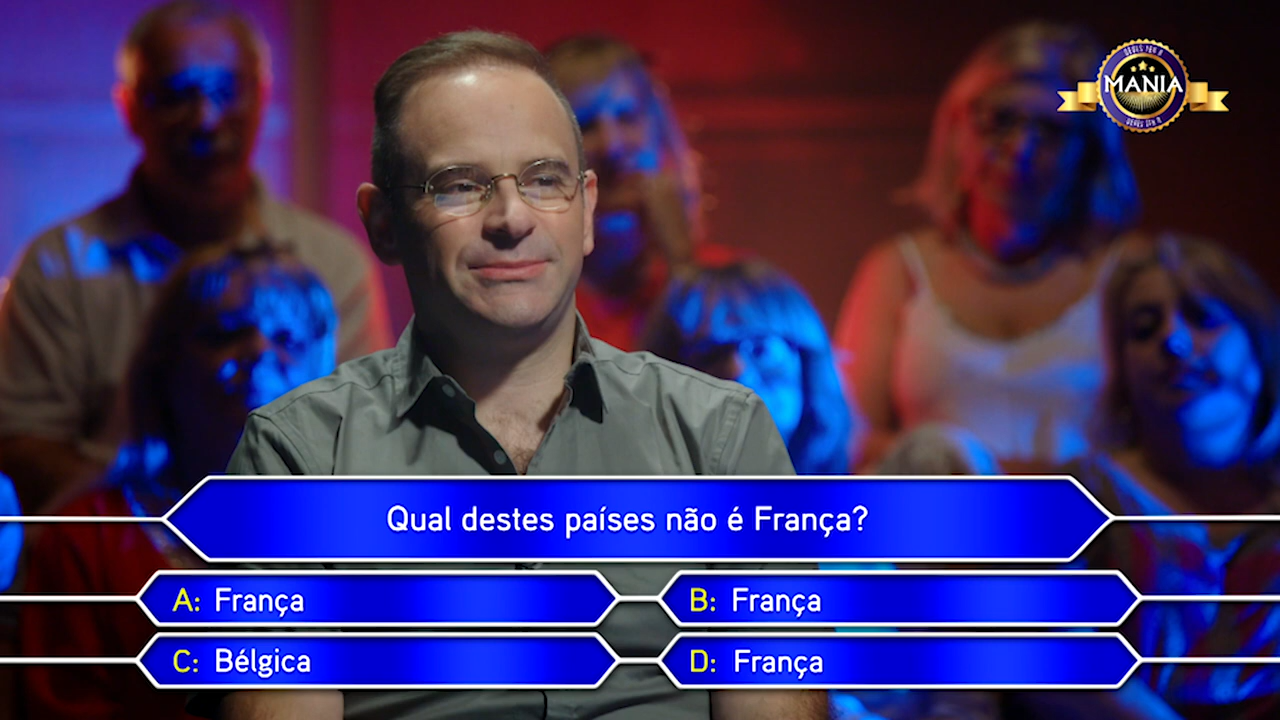 MANIA
Qual destes países não é França?
A: França
B: França
C: Bélgica
D: França